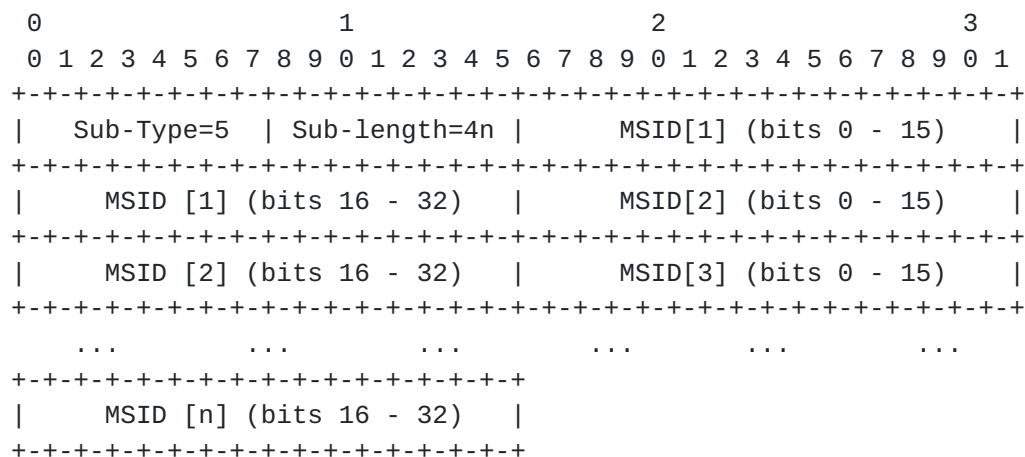 0                   1                   2                   3
 0 1 2 3 4 5 6 7 8 9 0 1 2 3 4 5 6 7 8 9 0 1 2 3 4 5 6 7 8 9 0 1
+-+-+-+-+-+-+-+-+-+-+-+-+-+-+-+-+-+-+-+-+-+-+-+-+-+-+-+-+-+-+-+-+
|   Sub-Type=5  | Sub-length=4n |      MSID[1] (bits 0 - 15)    |
+-+-+-+-+-+-+-+-+-+-+-+-+-+-+-+-+-+-+-+-+-+-+-+-+-+-+-+-+-+-+-+-+
|     MSID [1] (bits 16 - 32)   |      MSID[2] (bits 0 - 15)    |
+-+-+-+-+-+-+-+-+-+-+-+-+-+-+-+-+-+-+-+-+-+-+-+-+-+-+-+-+-+-+-+-+
|     MSID [2] (bits 16 - 32)   |      MSID[3] (bits 0 - 15)    |
+-+-+-+-+-+-+-+-+-+-+-+-+-+-+-+-+-+-+-+-+-+-+-+-+-+-+-+-+-+-+-+-+
    ...        ...        ...        ...       ...        ...
+-+-+-+-+-+-+-+-+-+-+-+-+-+-+-+-+
|     MSID [n] (bits 16 - 32)   |
+-+-+-+-+-+-+-+-+-+-+-+-+-+-+-+-+